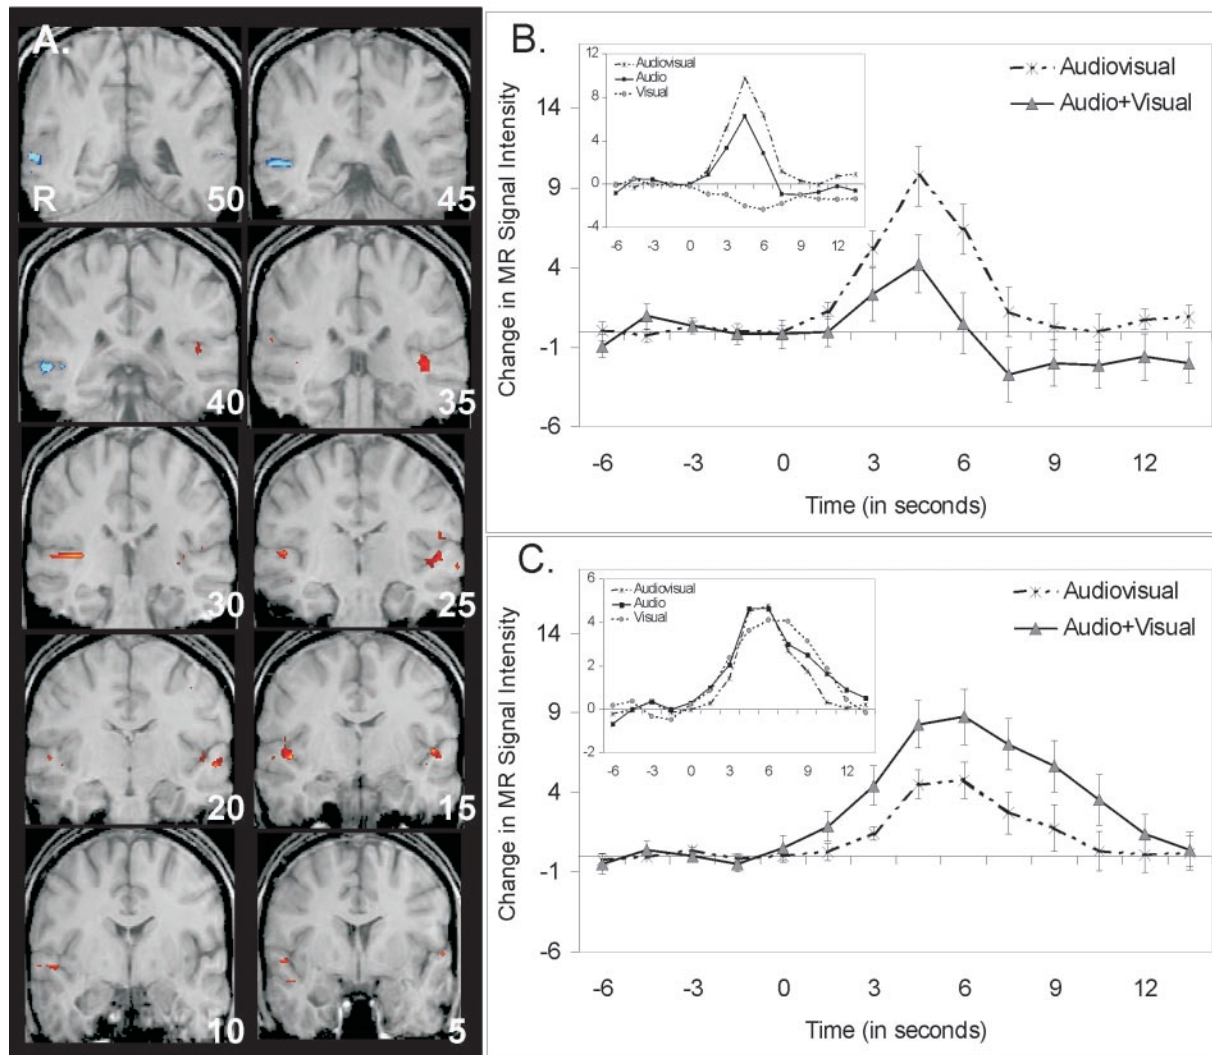 A.
R
50
45
40
35
30
25
20
15
10
5
B.
Audiovisual
Audio+Visual
Change in MR Signal Intensity
14
9
4
-1
-6
-6 -3 0 3 6 9 12
Time (in seconds)
Audiovisual
Audio
Visual
12
8
4
0
-4
-6 -3 0 3 6 9 12
C.
Audiovisual
Audio+Visual
Change in MR Signal Intensity
14
9
4
-1
-6
-6 -3 0 3 6 9 12
Time (in seconds)
Audiovisual
Audio
Visual
6
4
2
0
-2
-6 -3 0 3 6 9 12